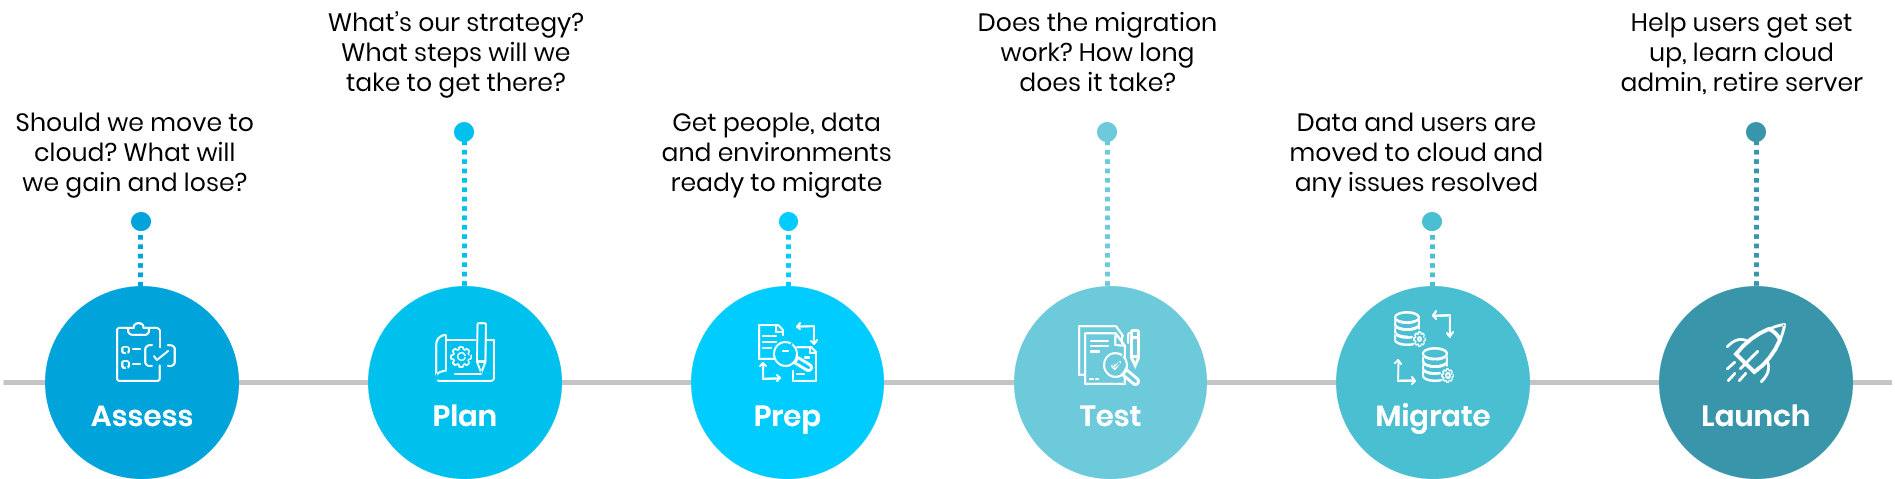 Should we move to
cloud? What will
we gain and lose?
Assess
What’s our strategy?
What steps will we
take to get there?
Plan
Get people, data
and environments
ready to migrate
Prep
Does the migration
work? How long
does it take?
Test
Data and users are
moved to cloud and
any issues resolved
Migrate
Help users get set
up, learn cloud
admin, retire server
Launch